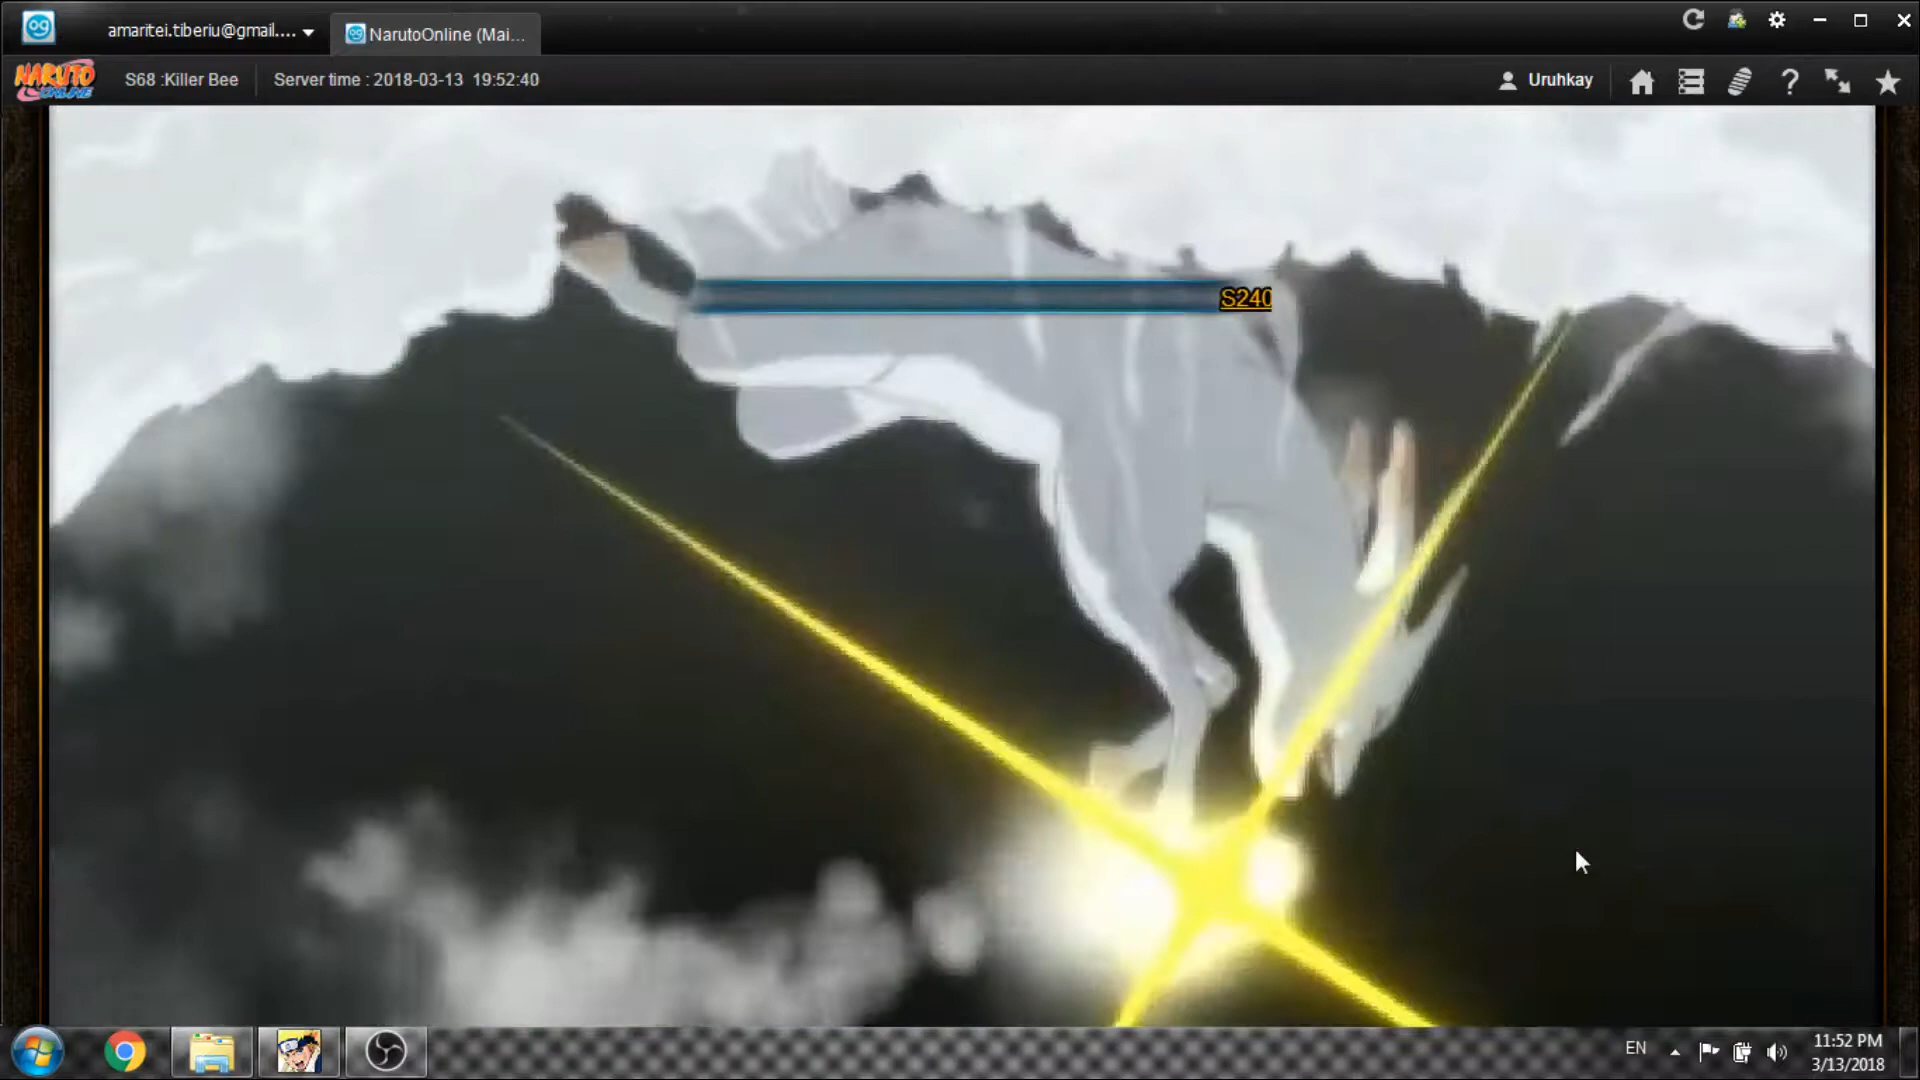 amaritei.tiberiu@gmail....
NarutoOnline (Mai...
NARUTO
ONLINE
S68 :Killer Bee
Server time : 2018-03-13 19:52:40
Uruhkay
S240
EN
11:52 PM
3/13/2018